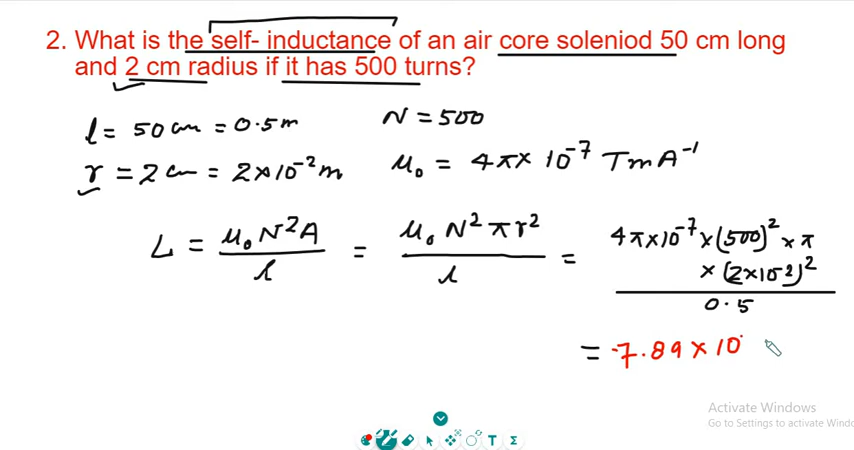 2. What is the self- inductance of an air core soleniod 50 cm long
and 2 cm radius if it has 500 turns?
l = 50 cm = 0.5 m
N = 500
r = 2 cm = 2×10⁻² m
μ₀ = 4π × 10⁻⁷ TmA⁻¹
L = μ₀N²A / l = μ₀ N² π r² / l = 4π×10⁻⁷×(500)² × π × (2×10⁻²)² / 0.5
= 7.89 × 10
Activate Windows
Go to Settings to activate Windo
T Σ